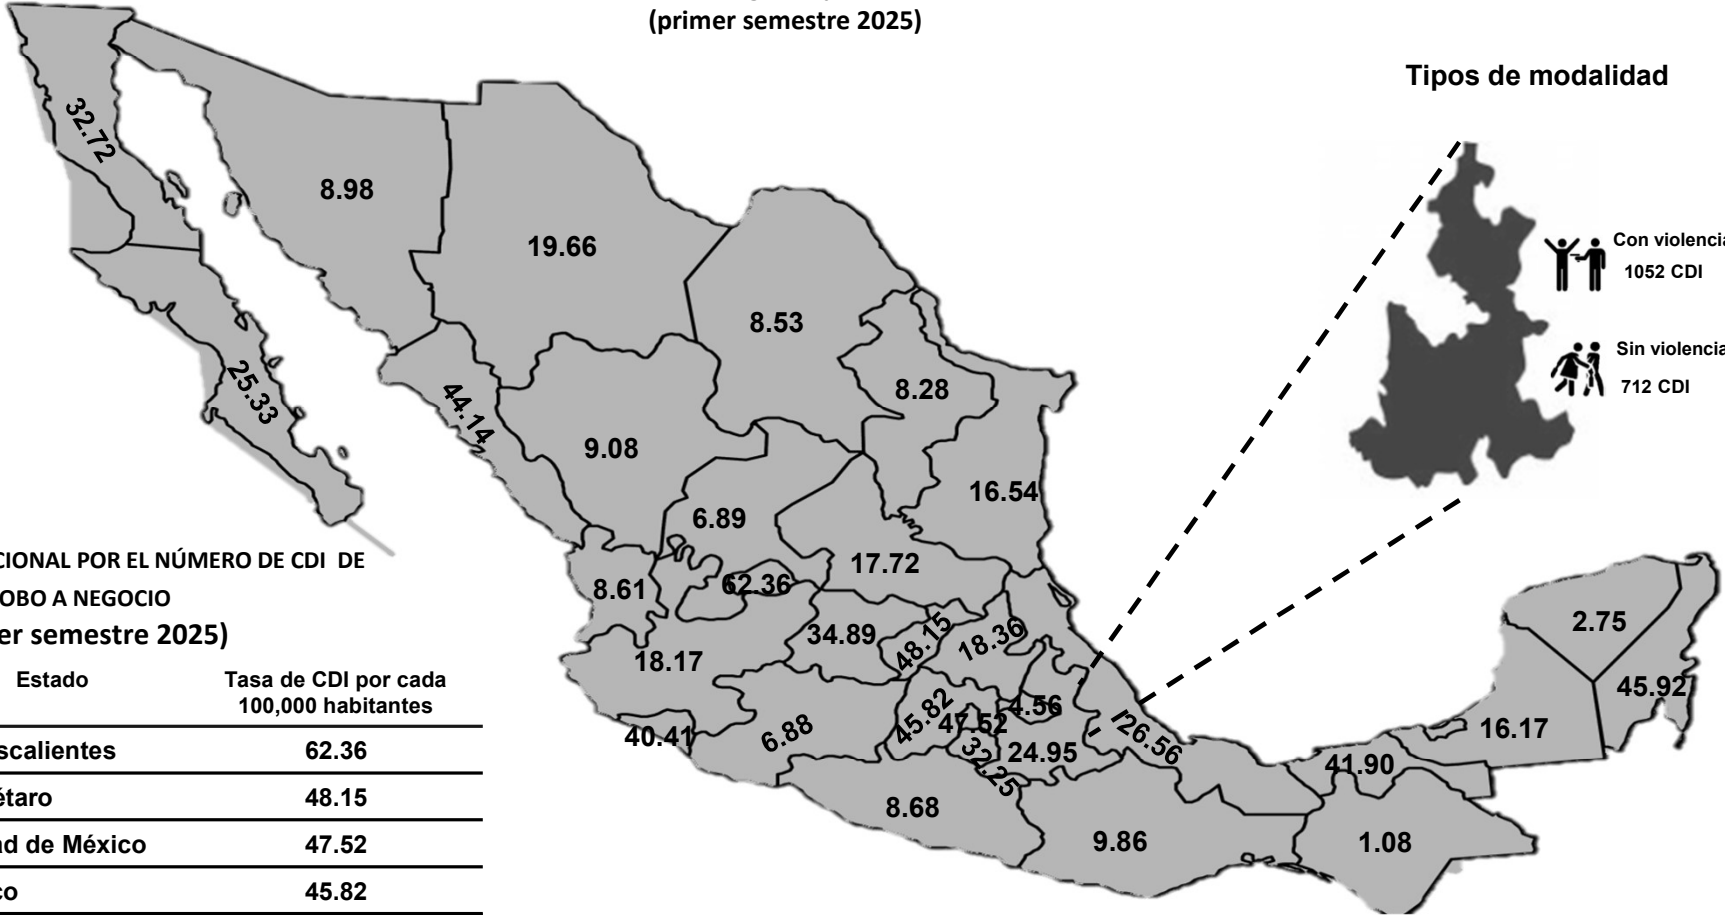 (primer semestre 2025)
Tipos de modalidad
32.72
8.98
19.66
Con violencia
1052 CDI
8.53
Sin violencia
712 CDI
8.28
25.33
44.14
9.08
16.54
6.89
17.72
8.61
62.36
34.89
48.15
18.36
18.17
2.75
45.92
40.41
6.88
45.82
47.52
4.56
32.25
24.95
26.56
16.17
41.90
8.68
9.86
1.08
CIONAL POR EL NÚMERO DE CDI DE
OBO A NEGOCIO
er semestre 2025)
Estado
Tasa de CDI por cada
100,000 habitantes
scalientes 62.36
étaro 48.15
ad de México 47.52
co 45.82